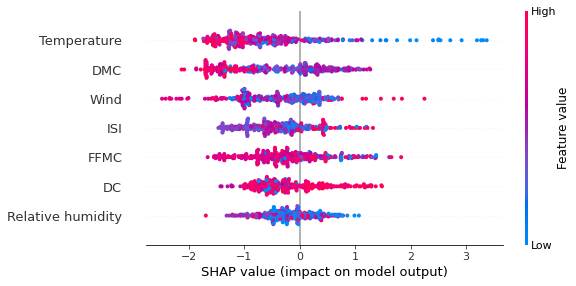 High
Temperature
DMC
Wind
ISI
FFMC
DC
Relative humidity
Feature value
Low
−2 −1 0 1 2 3
SHAP value (impact on model output)